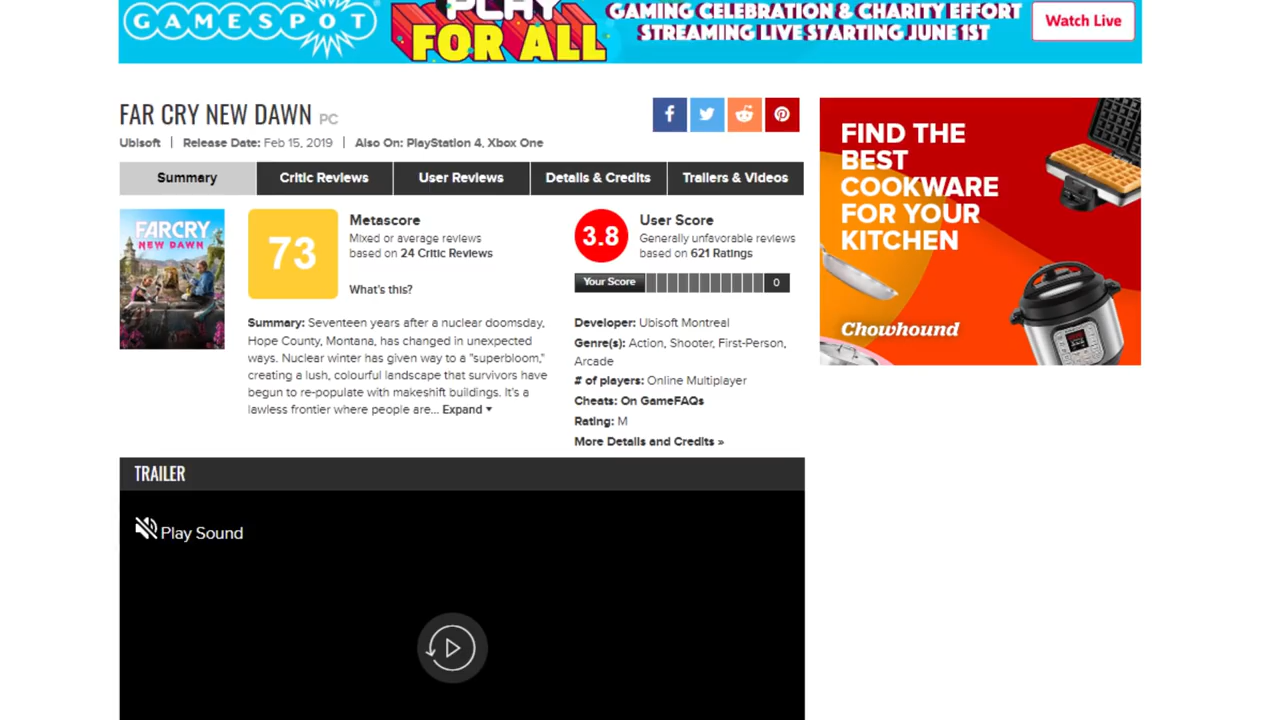 GAMESPOT
PLAY
FOR ALL
GAMING CELEBRATION & CHARITY EFFORT
STREAMING LIVE STARTING JUNE 1ST
Watch Live
FAR CRY NEW DAWN PC
Ubisoft | Release Date: Feb 15, 2019 | Also On: PlayStation 4, Xbox One
Summary
Critic Reviews
User Reviews
Details & Credits
Trailers & Videos
FARCRY
NEW DAWN
73
Metascore
Mixed or average reviews
based on 24 Critic Reviews
What's this?
Summary: Seventeen years after a nuclear doomsday,
Hope County, Montana, has changed in unexpected
ways. Nuclear winter has given way to a "superbloom,"
creating a lush, colourful landscape that survivors have
begun to re-populate with makeshift buildings. It's a
lawless frontier where people are... Expand
3.8
User Score
Generally unfavorable reviews
based on 621 Ratings
Your Score
0
Developer: Ubisoft Montreal
Genre(s): Action, Shooter, First-Person,
Arcade
# of players: Online Multiplayer
Cheats: On GameFAQs
Rating: M
More Details and Credits »
FIND THE
BEST
COOKWARE
FOR YOUR
KITCHEN
Chowhound
TRAILER
Play Sound